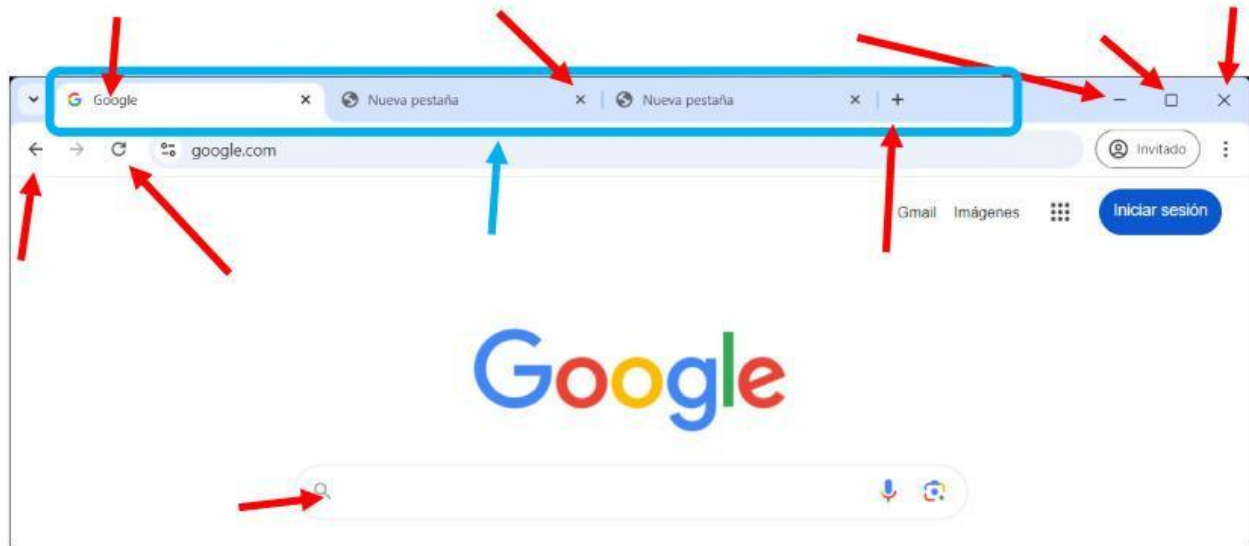 Google
Nueva pestaña
Nueva pestaña
google.com
Invitado
Gmail
Imágenes
Iniciar sesión
Google